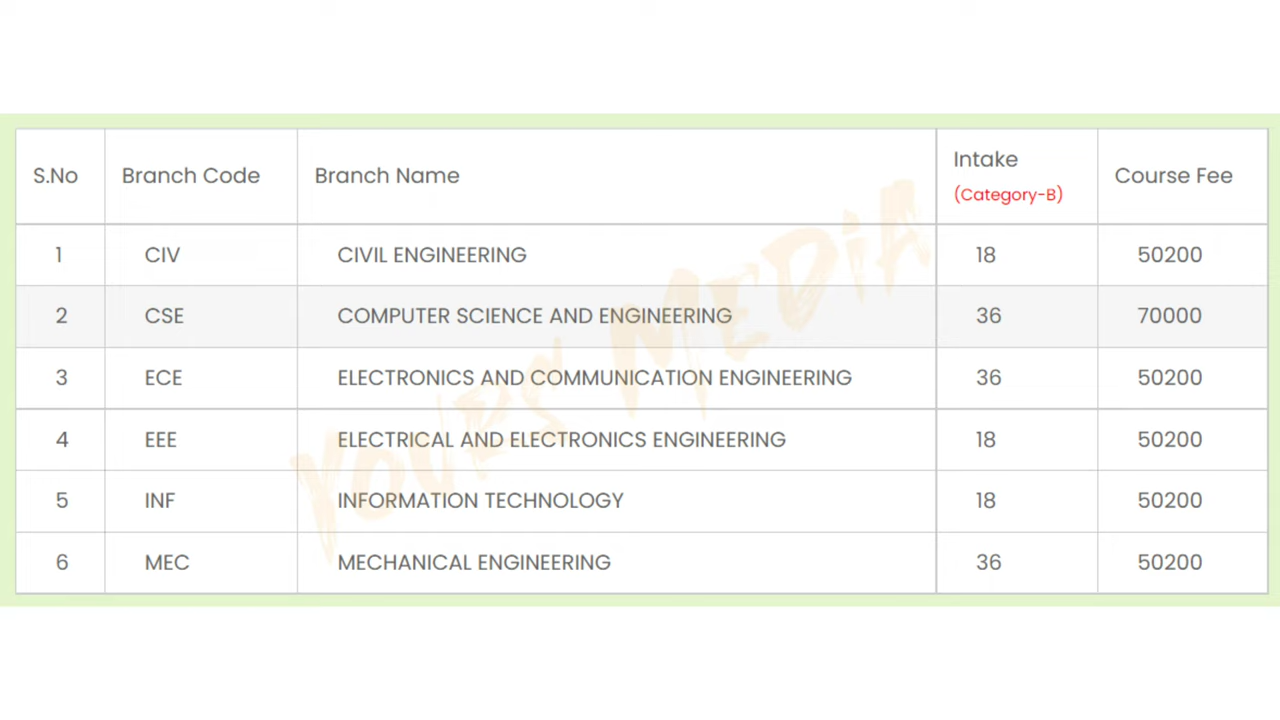 S.No Branch Code Branch Name Intake (Category-B) Course Fee
1 CIV CIVIL ENGINEERING 18 50200
2 CSE COMPUTER SCIENCE AND ENGINEERING 36 70000
3 ECE ELECTRONICS AND COMMUNICATION ENGINEERING 36 50200
4 EEE ELECTRICAL AND ELECTRONICS ENGINEERING 18 50200
5 INF INFORMATION TECHNOLOGY 18 50200
6 MEC MECHANICAL ENGINEERING 36 50200
YOVES MEDiA